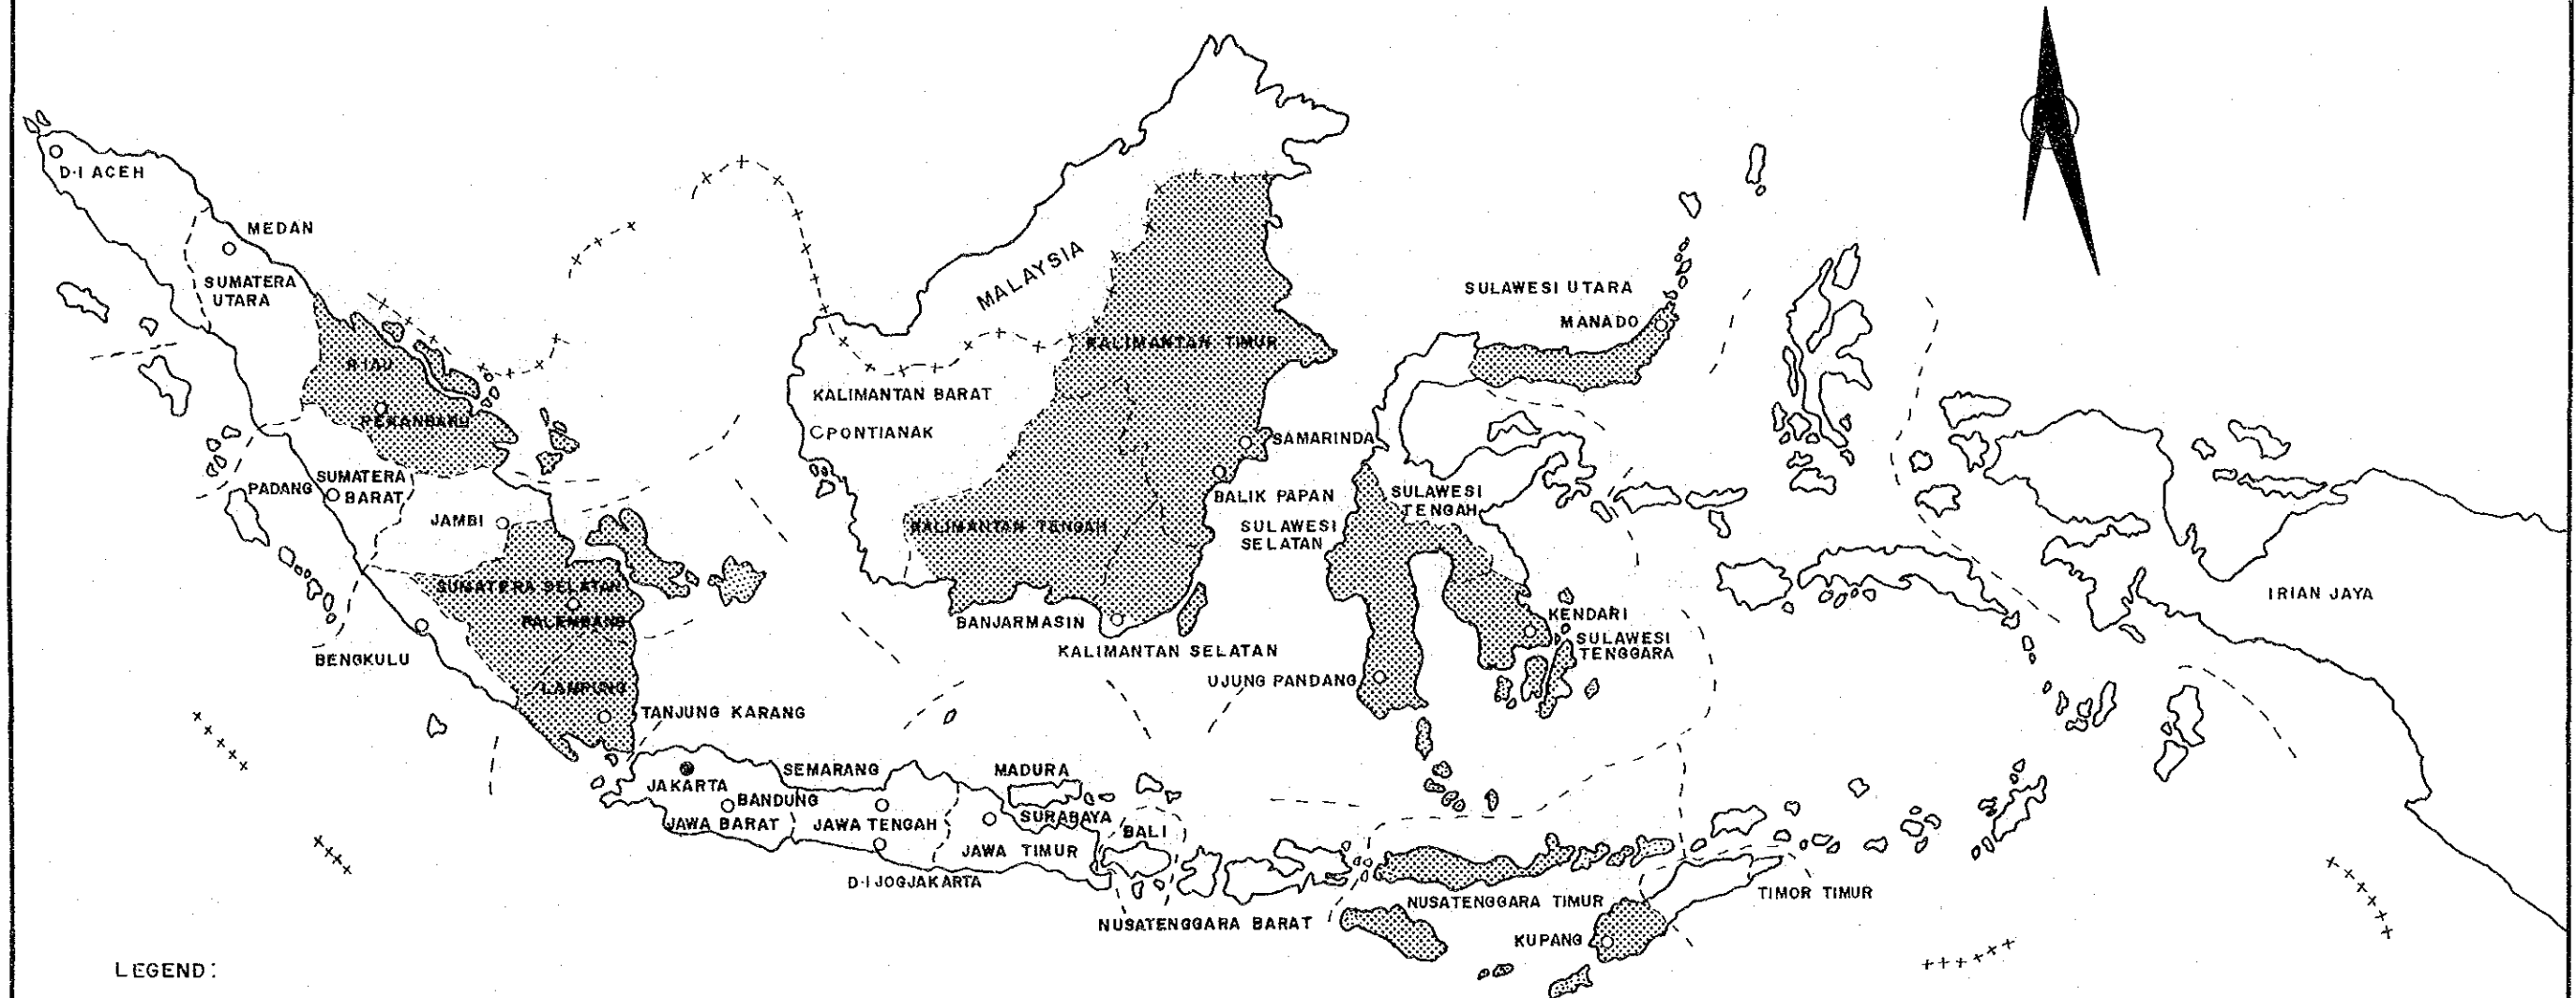 D·I ACEH
MEDAN
SUMATERA
UTARA
RIAU
PEKANBARU
PADANG
SUMATERA
BARAT
JAMBI
SUMATERA SELATAN
PALEMBANG
BENGKULU
LAMPUNG
TANJUNG KARANG
MALAYSIA
KALIMANTAN TIMUR
KALIMANTAN BARAT
PONTIANAK
SAMARINDA
BALIK PAPAN
KALIMANTAN TENGAH
BANJARMASIN
KALIMANTAN SELATAN
SULAWESI UTARA
MANADO
SULAWESI
TENGAH
SULAWESI
SELATAN
KENDARI
SULAWESI
TENGGARA
UJUNG PANDANG
IRIAN JAYA
JAKARTA
BANDUNG
JAWA BARAT
SEMARANG
JAWA TENGAH
D·I JOGJAKARTA
MADURA
SURABAYA
JAWA TIMUR
BALI
NUSATENGGARA BARAT
NUSATENGGARA TIMUR
KUPANG
TIMOR TIMUR
LEGEND: